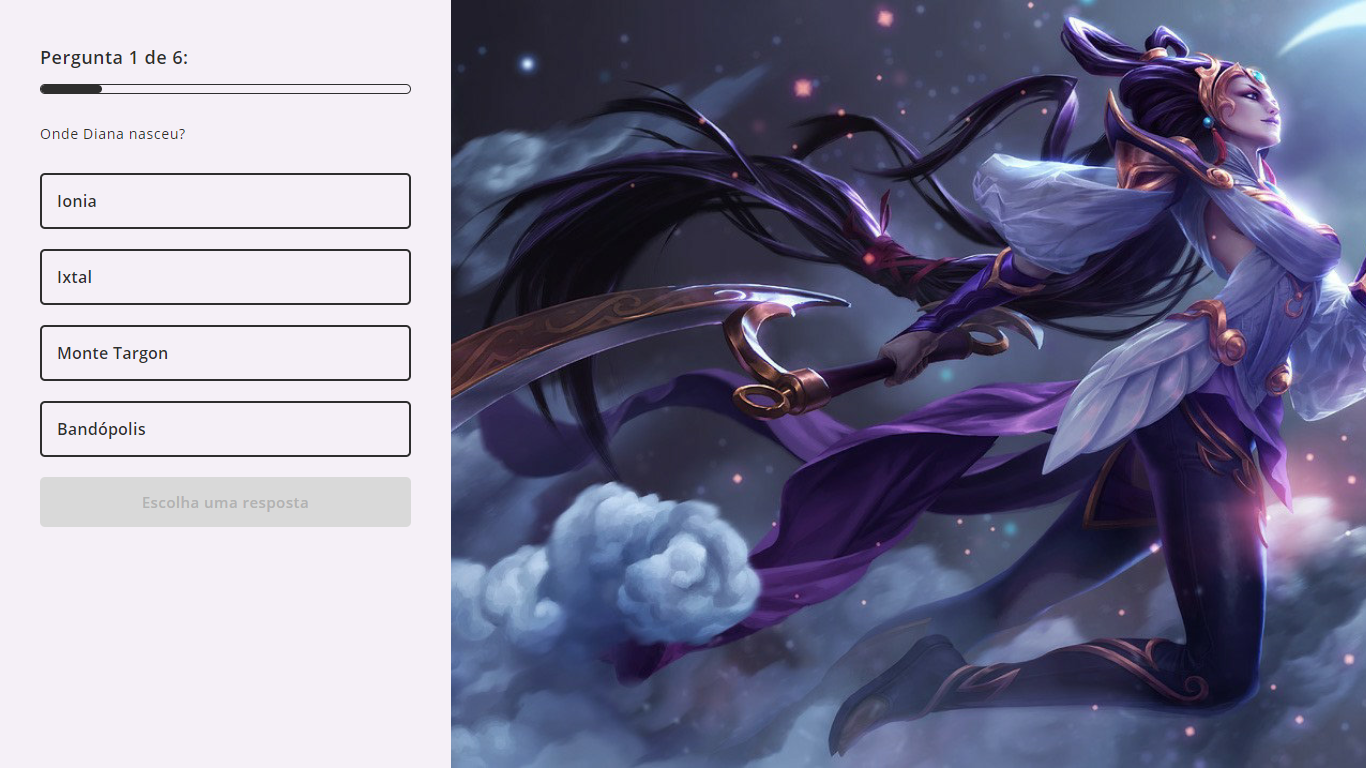 Pergunta 1 de 6:
Onde Diana nasceu?
Ionia
Ixtal
Monte Targon
Bandópolis
Escolha uma resposta